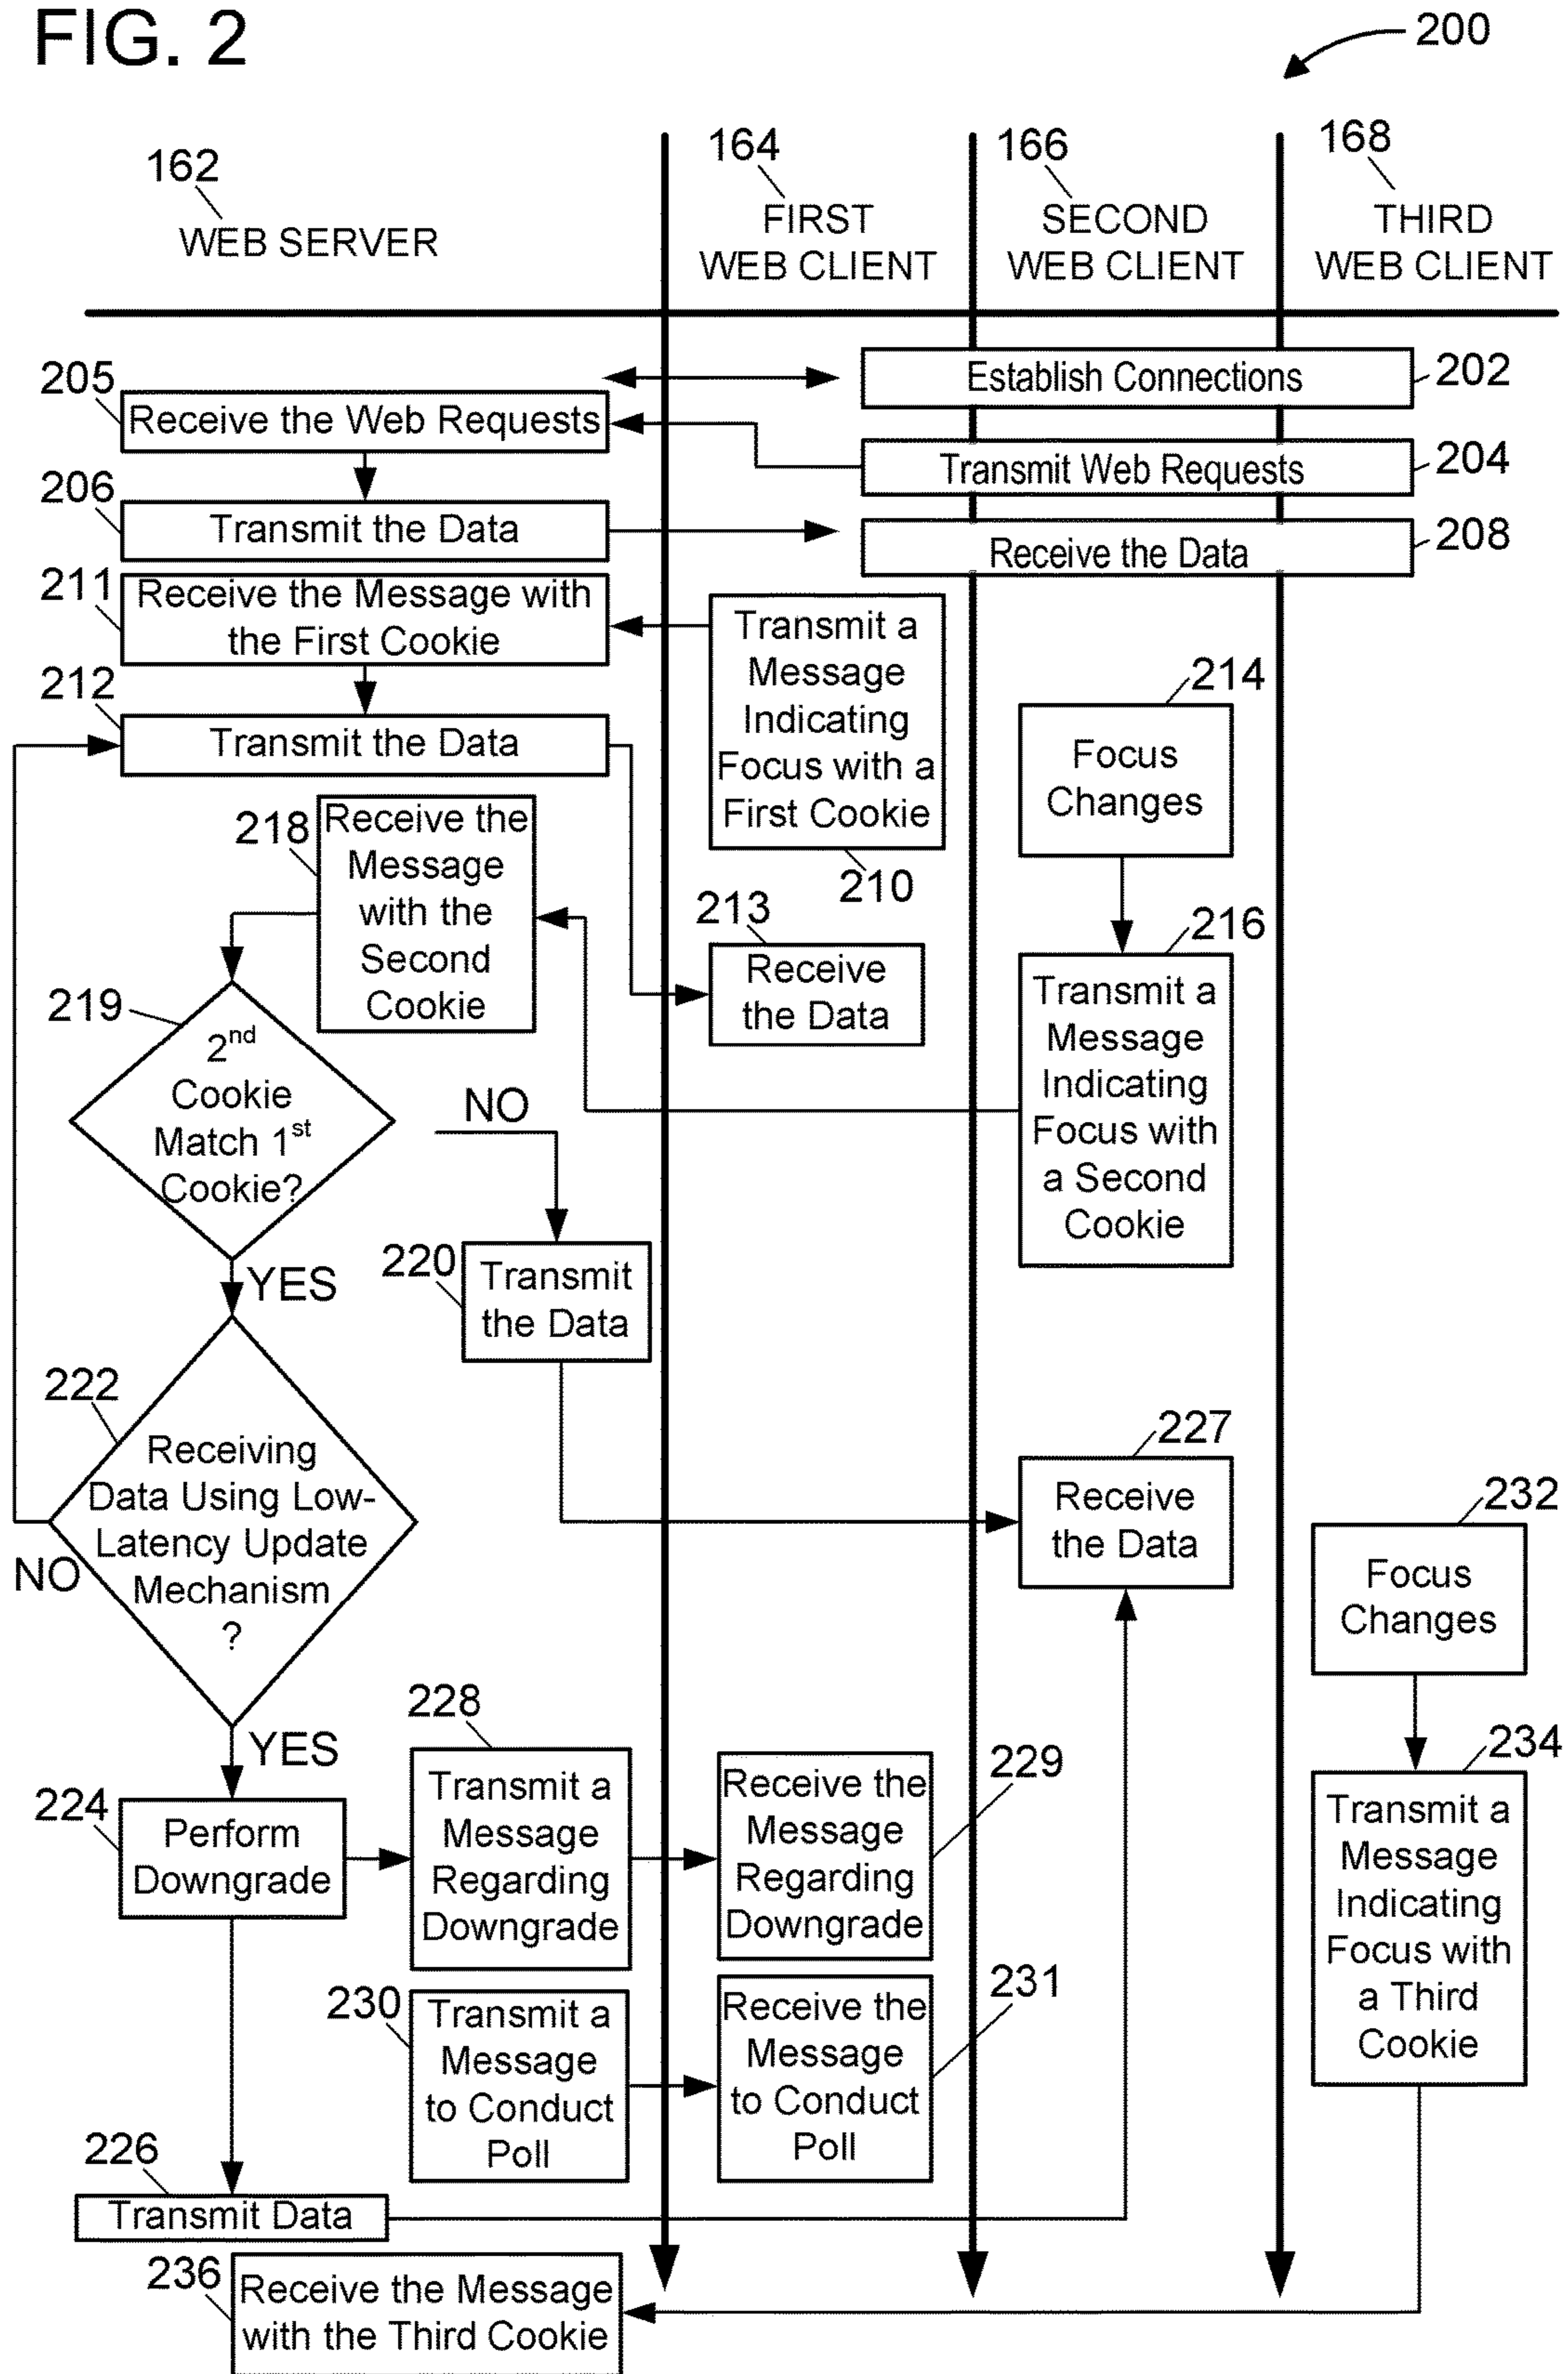 FIG. 2
200
162
WEB SERVER
164
FIRST
WEB CLIENT
166
SECOND
WEB CLIENT
168
THIRD
WEB CLIENT
Establish Connections
202
205
Receive the Web Requests
Transmit Web Requests
204
206
Transmit the Data
Receive the Data
208
211
Receive the Message with
the First Cookie
Transmit a
Message
Indicating
Focus with a
First Cookie
210
212
Transmit the Data
213
Receive
the Data
214
Focus
Changes
216
Transmit a
Message
Indicating
Focus with
a Second
Cookie
218
Receive the
Message
with the
Second
Cookie
219
2nd
Cookie
Match 1st
Cookie?
NO
YES
220
Transmit
the Data
222
Receiving
Data Using Low-
Latency Update
Mechanism
?
NO
YES
227
Receive
the Data
232
Focus
Changes
224
Perform
Downgrade
228
Transmit a
Message
Regarding
Downgrade
Receive the
Message
Regarding
Downgrade
229
234
Transmit a
Message
Indicating
Focus with
a Third
Cookie
230
Transmit a
Message
to Conduct
Poll
Receive the
Message
to Conduct
Poll
231
226
Transmit Data
236
Receive the Message
with the Third Cookie